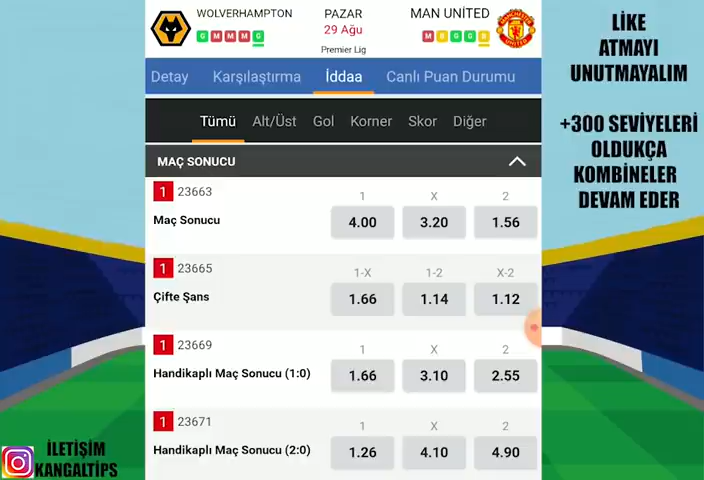 WOLVERHAMPTON
G M M M G
PAZAR
29 Ağu
Premier Lig
MAN UNİTED
M B G G B
Detay Karşılaştırma İddaa Canlı Puan Durumu
Tümü Alt/Üst Gol Korner Skor Diğer
MAÇ SONUCU
1 23663
Maç Sonucu
1 X 2
4.00 3.20 1.56
1 23665
Çifte Şans
1-X 1-2 X-2
1.66 1.14 1.12
1 23669
Handikaplı Maç Sonucu (1:0)
1 X 2
1.66 3.10 2.55
1 23671
Handikaplı Maç Sonucu (2:0)
1 X 2
1.26 4.10 4.90
LİKE
ATMAYI
UNUTMAYALIM
+300 SEVİYELERİ
OLDUKÇA
KOMBİNELER
DEVAM EDER
İLETİŞİM
KANGALTİPS